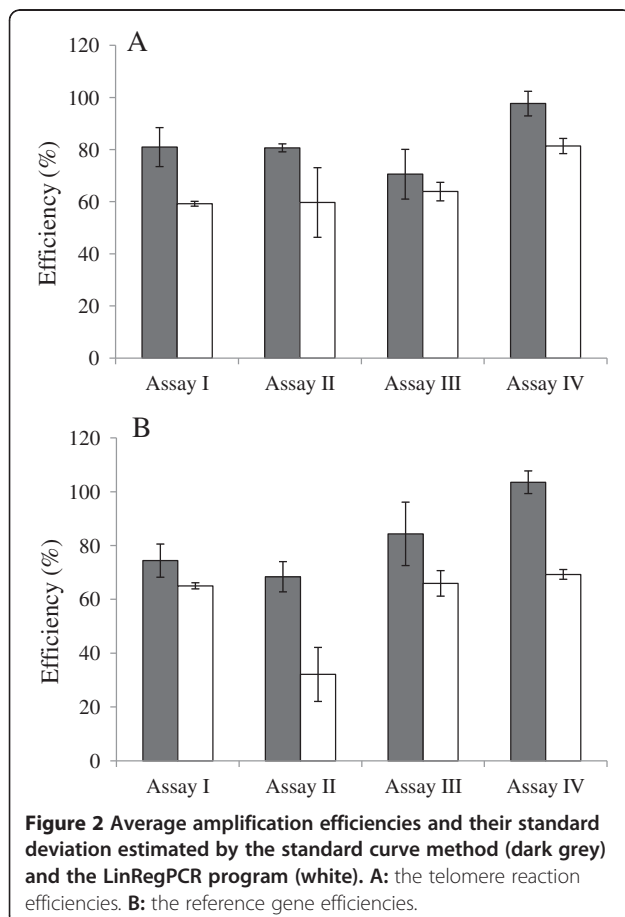 A
120
100
80
60
40
20
0
Efficiency (%)
Assay I Assay II Assay III Assay IV
B
120
100
80
60
40
20
0
Efficiency (%)
Assay I Assay II Assay III Assay IV
Figure 2 Average amplification efficiencies and their standard
deviation estimated by the standard curve method (dark grey)
and the LinRegPCR program (white). A: the telomere reaction
efficiencies. B: the reference gene efficiencies.